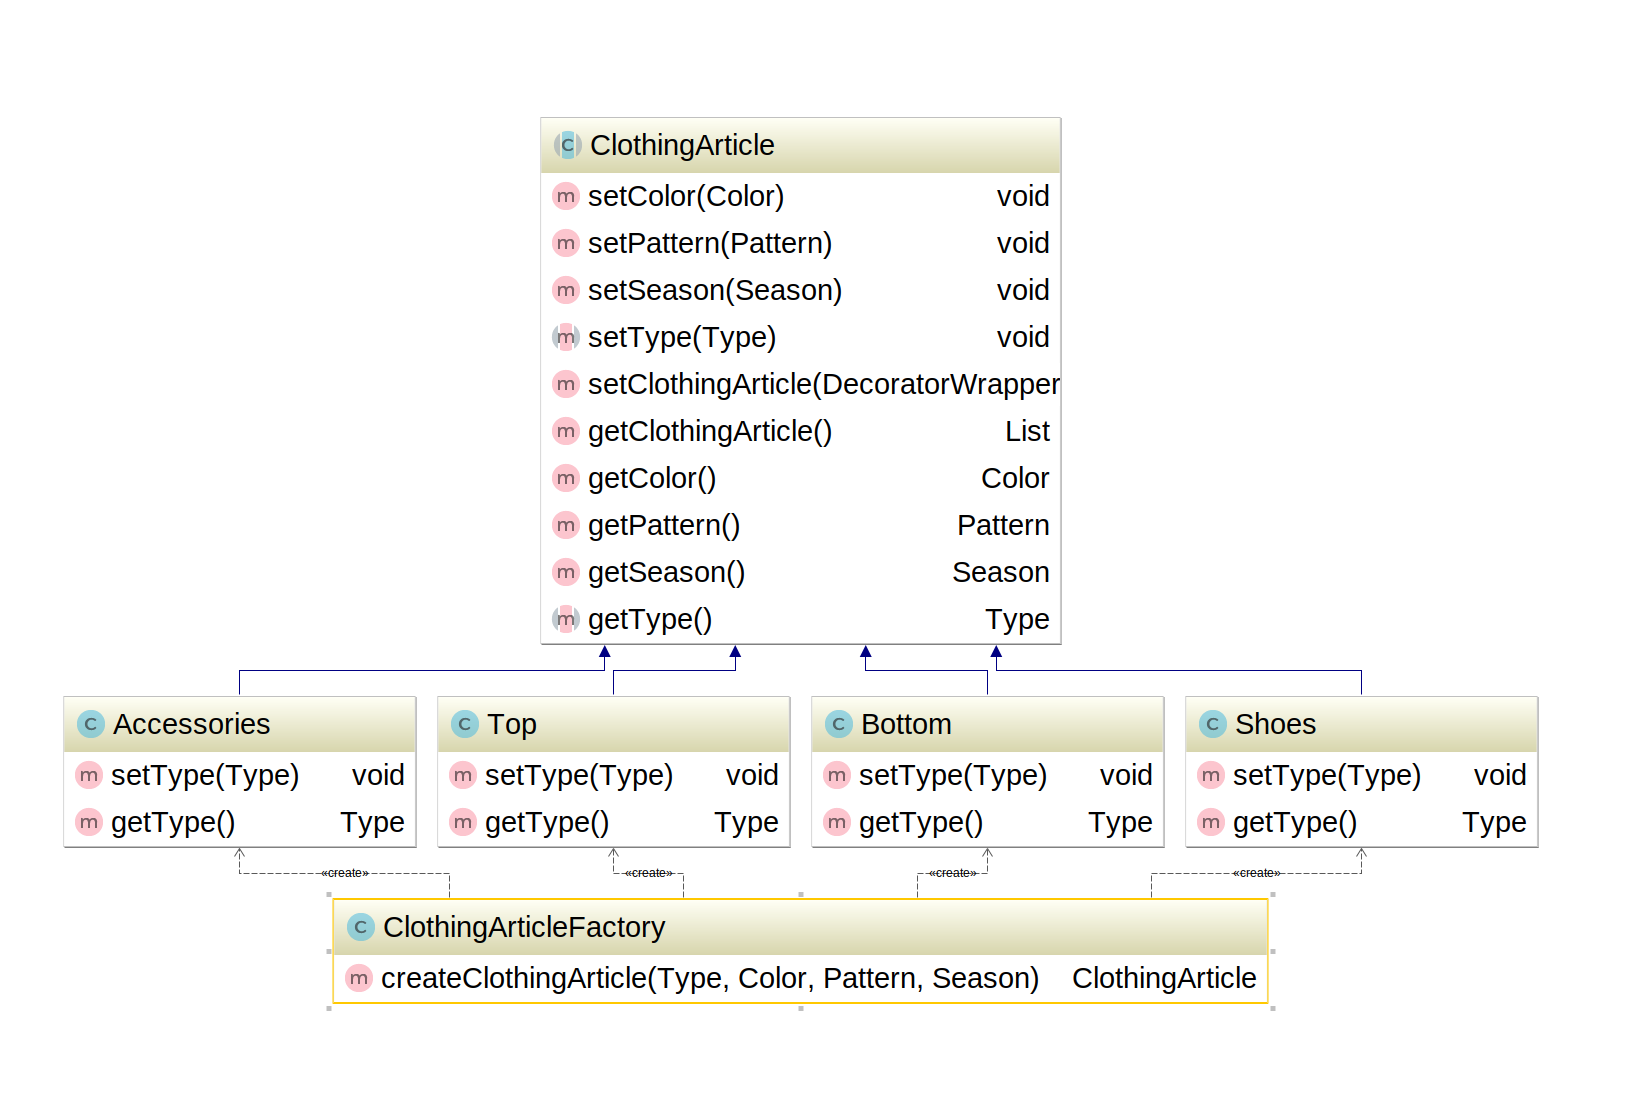 C ClothingArticle
m setColor(Color) void
m setPattern(Pattern) void
m setSeason(Season) void
m setType(Type) void
m setClothingArticle(DecoratorWrapper
m getClothingArticle() List
m getColor() Color
m getPattern() Pattern
m getSeason() Season
m getType() Type
C Accessories
m setType(Type) void
m getType() Type
C Top
m setType(Type) void
m getType() Type
C Bottom
m setType(Type) void
m getType() Type
C Shoes
m setType(Type) void
m getType() Type
«create»
«create»
«create»
«create»
C ClothingArticleFactory
m createClothingArticle(Type, Color, Pattern, Season) ClothingArticle